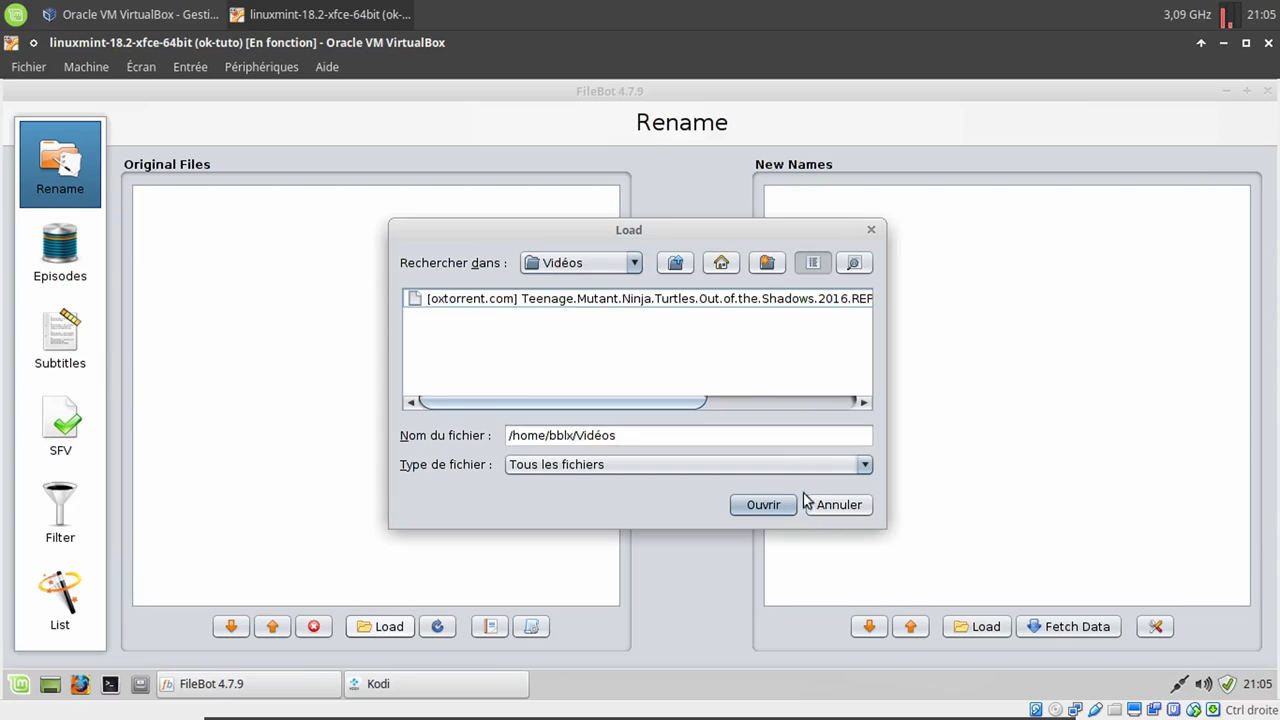 Oracle VM VirtualBox - Gesti... linuxmint-18.2-xfce-64bit (ok-... 3,09 GHz 21:05
linuxmint-18.2-xfce-64bit (ok-tuto) [En fonction] - Oracle VM VirtualBox
Fichier Machine Écran Entrée Périphériques Aide
FileBot 4.7.9
Rename
Original Files New Names
Rename
Episodes
Subtitles
SFV
Filter
List
Load
Rechercher dans : Vidéos
[oxtorrent.com] Teenage.Mutant.Ninja.Turtles.Out.of.the.Shadows.2016.REP
Nom du fichier : /home/bblx/Vidéos
Type de fichier : Tous les fichiers
Ouvrir Annuler
Load Load Fetch Data
fb FileBot 4.7.9 Kodi 21:05
Ctrl droite